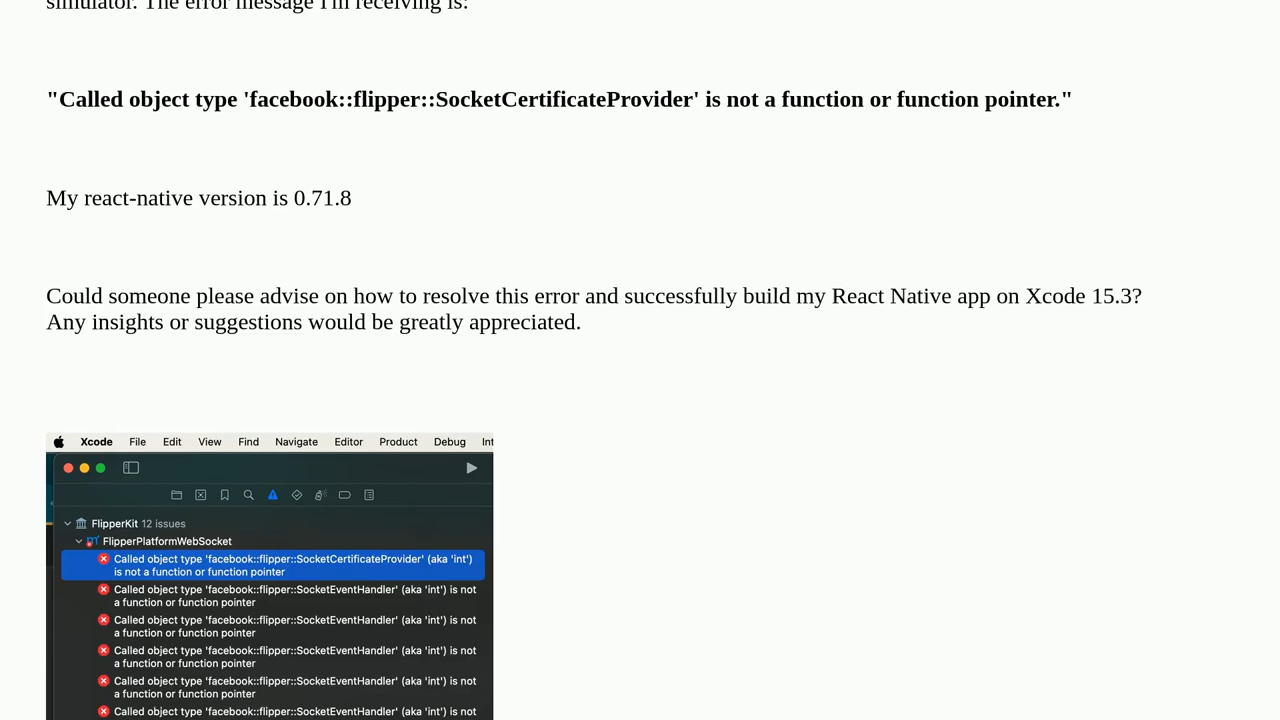 simulator. The error message I'm receiving is:
"Called object type 'facebook::flipper::SocketCertificateProvider' is not a function or function pointer."
My react-native version is 0.71.8
Could someone please advise on how to resolve this error and successfully build my React Native app on Xcode 15.3?
Any insights or suggestions would be greatly appreciated.
Xcode File Edit View Find Navigate Editor Product Debug Int
FlipperKit 12 issues
FlipperPlatformWebSocket
Called object type 'facebook::flipper::SocketCertificateProvider' (aka 'int')
is not a function or function pointer
Called object type 'facebook::flipper::SocketEventHandler' (aka 'int') is not
a function or function pointer
Called object type 'facebook::flipper::SocketEventHandler' (aka 'int') is not
a function or function pointer
Called object type 'facebook::flipper::SocketEventHandler' (aka 'int') is not
a function or function pointer
Called object type 'facebook::flipper::SocketEventHandler' (aka 'int') is not
a function or function pointer
Called object type 'facebook::flipper::SocketEventHandler' (aka 'int') is not